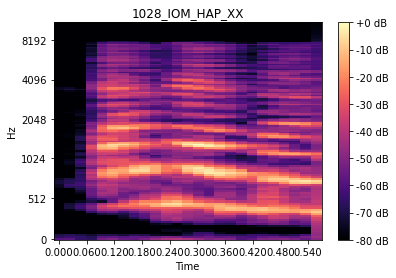 1028_IOM_HAP_XX
+0 dB
8192
-10 dB
4096
-20 dB
-30 dB
2048
Hz
-40 dB
1024
-50 dB
512
-60 dB
-70 dB
0
-80 dB
0.0000.0600.1200.1800.2400.3000.3600.4200.4800.540
Time